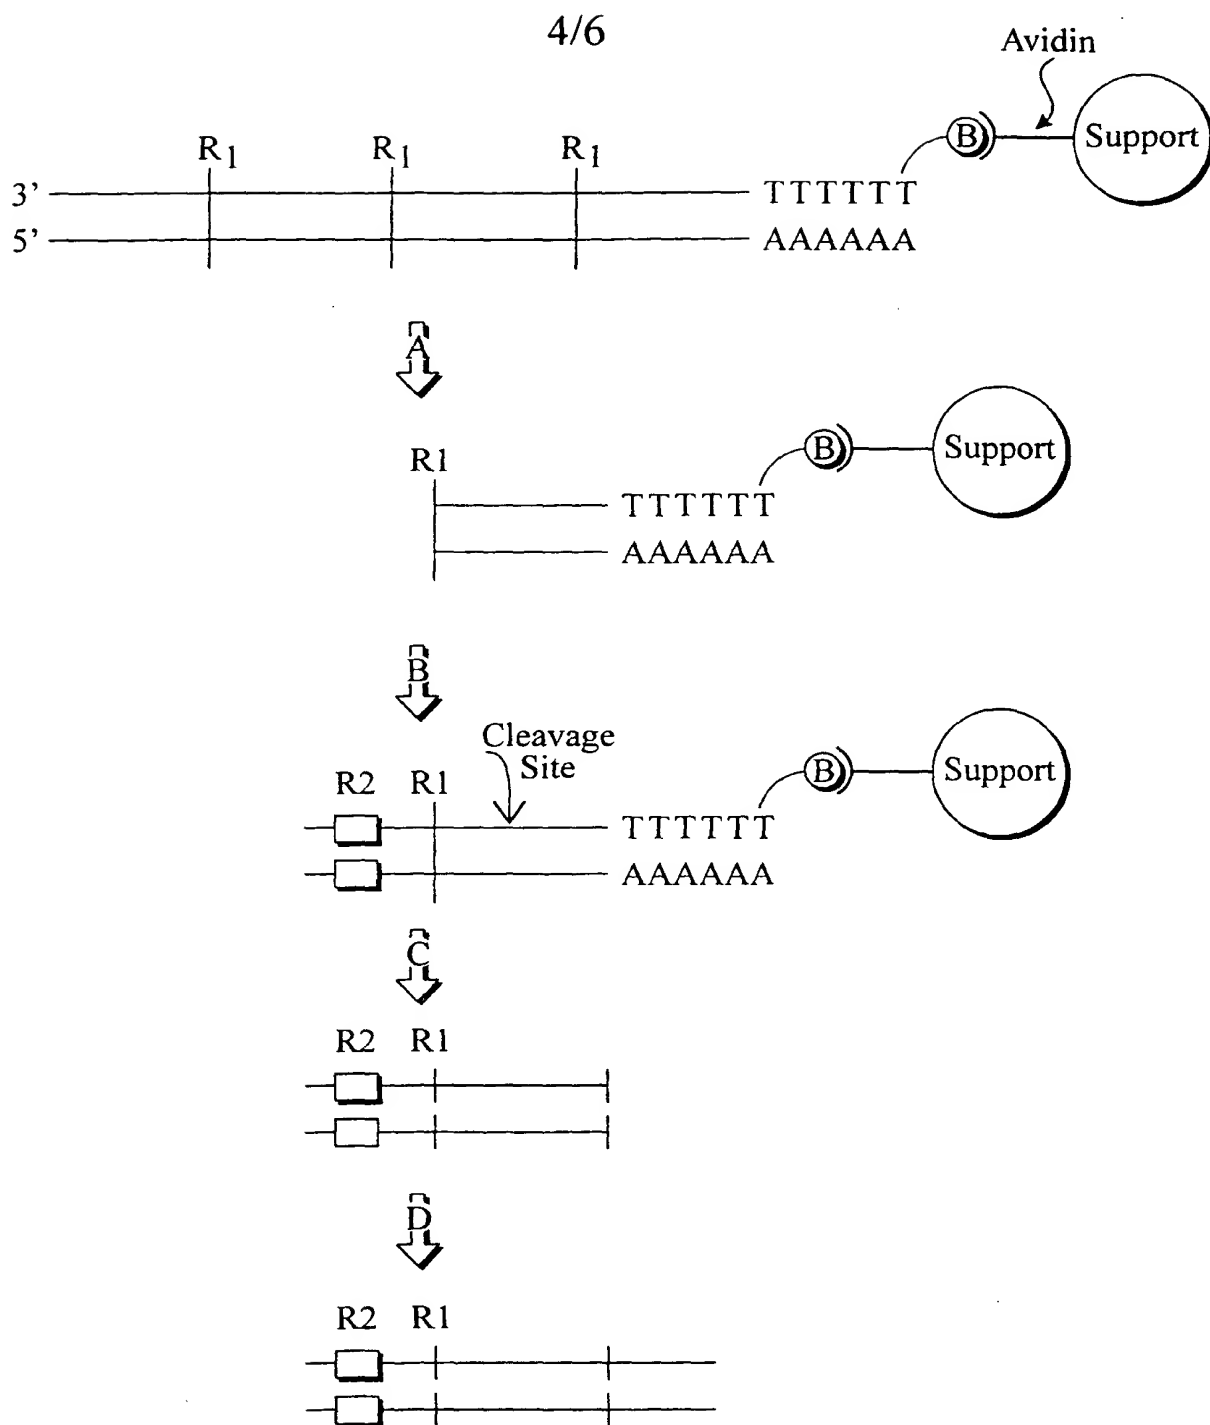 4/6
Avidin
R1 R1 R1
B Support
3' TTTTTT
5' AAAAAA
A
B Support
R1
TTTTTT
AAAAAA
B
Cleavage
Site
B Support
R2 R1
TTTTTT
AAAAAA
C
R2 R1
D
R2 R1